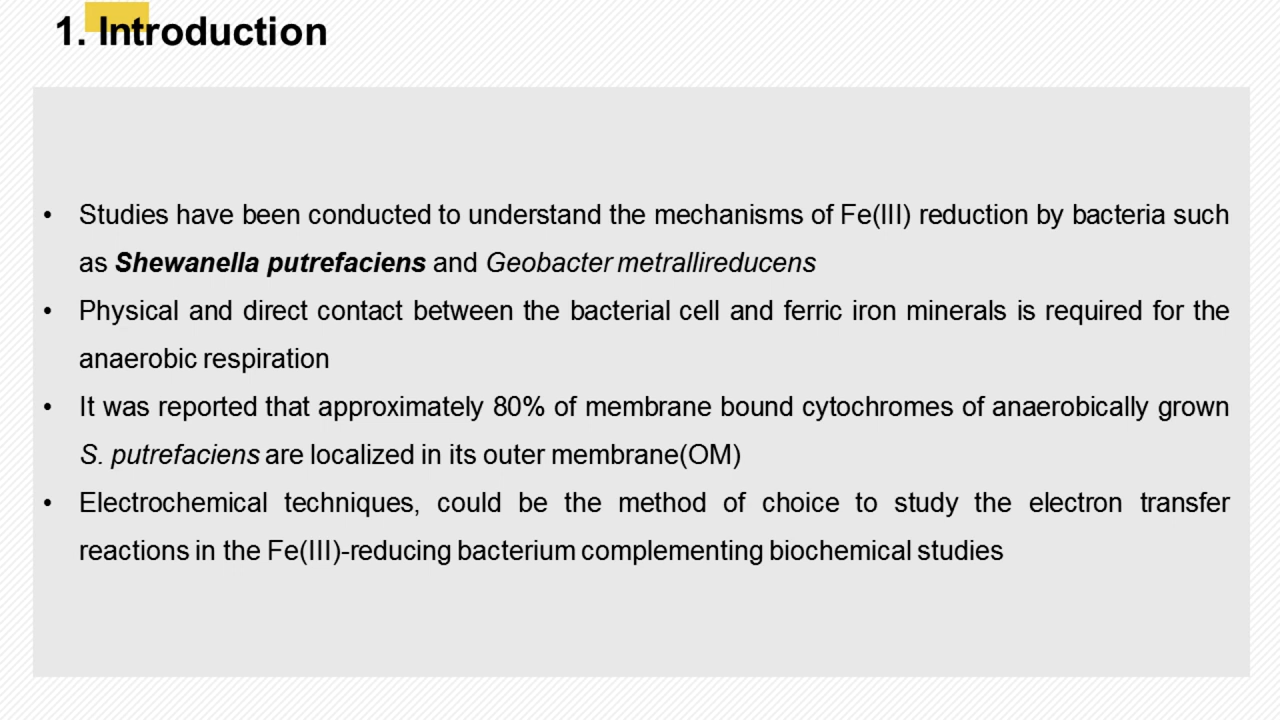 1. Introduction
• Studies have been conducted to understand the mechanisms of Fe(III) reduction by bacteria such
as Shewanella putrefaciens and Geobacter metrallireducens
• Physical and direct contact between the bacterial cell and ferric iron minerals is required for the
anaerobic respiration
• It was reported that approximately 80% of membrane bound cytochromes of anaerobically grown
S. putrefaciens are localized in its outer membrane(OM)
• Electrochemical techniques, could be the method of choice to study the electron transfer
reactions in the Fe(III)-reducing bacterium complementing biochemical studies